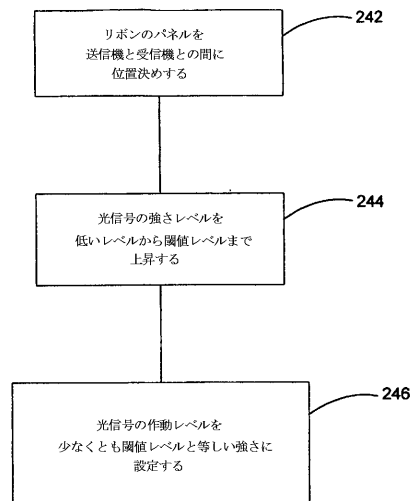 リボンのパネルを
送信機と受信機との間に
位置決めする
242
光信号の強さレベルを
低いレベルから閾値レベルまで
上昇する
244
光信号の作動レベルを
少なくとも閾値レベルと等しい強さに
設定する
246